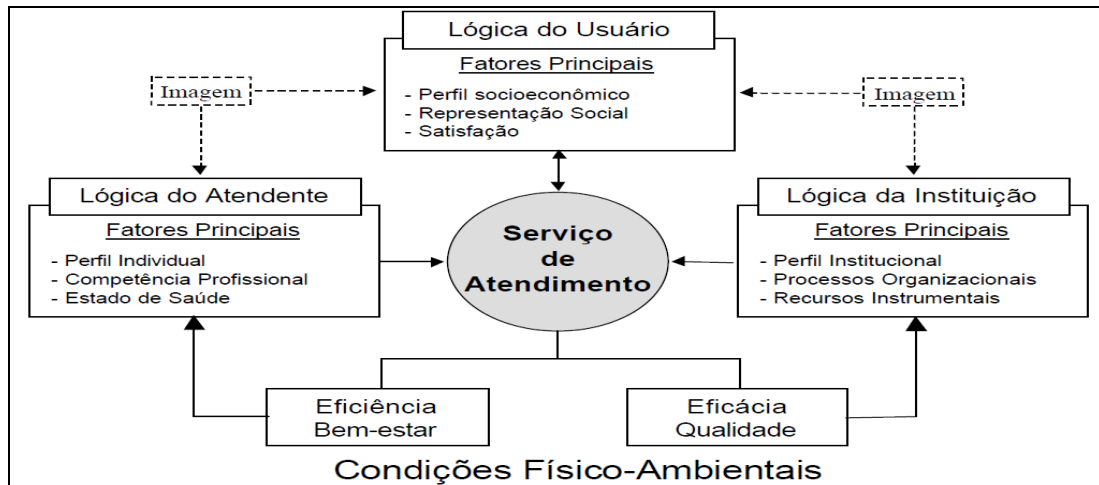 Lógica do Usuário
Fatores Principais
- Perfil socioeconômico
- Representação Social
- Satisfação
Imagem
Imagem
Lógica do Atendente
Fatores Principais
- Perfil Individual
- Competência Profissional
- Estado de Saúde
Serviço
de
Atendimento
Lógica da Instituição
Fatores Principais
- Perfil Institucional
- Processos Organizacionais
- Recursos Instrumentais
Eficiência
Bem-estar
Eficácia
Qualidade
Condições Físico-Ambientais